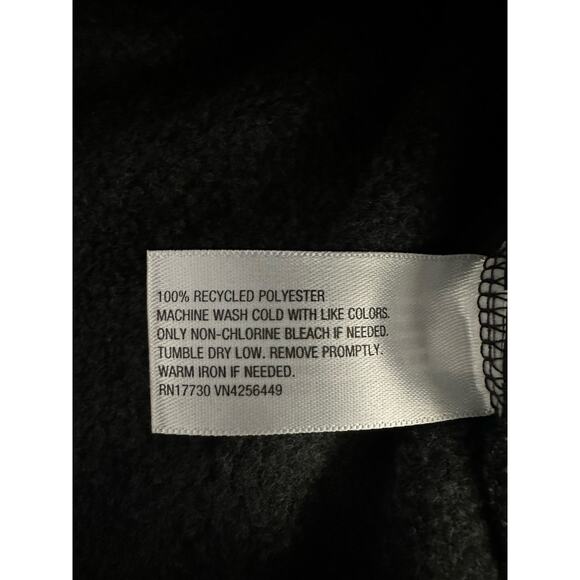 100% RECYCLED POLYESTER
MACHINE WASH COLD WITH LIKE COLORS.
ONLY NON-CHLORINE BLEACH IF NEEDED.
TUMBLE DRY LOW. REMOVE PROMPTLY.
WARM IRON IF NEEDED.
RN17730 VN4256449